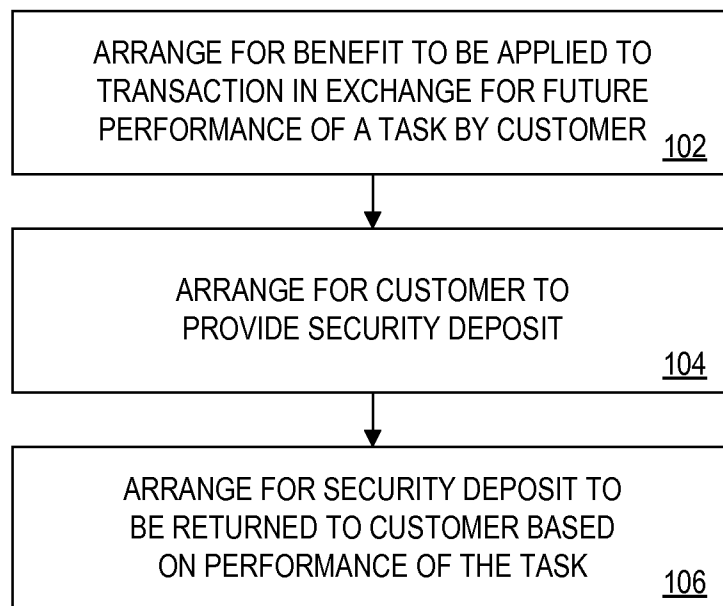 ARRANGE FOR BENEFIT TO BE APPLIED TO
TRANSACTION IN EXCHANGE FOR FUTURE
PERFORMANCE OF A TASK BY CUSTOMER
102
ARRANGE FOR CUSTOMER TO
PROVIDE SECURITY DEPOSIT
104
ARRANGE FOR SECURITY DEPOSIT TO
BE RETURNED TO CUSTOMER BASED
ON PERFORMANCE OF THE TASK
106